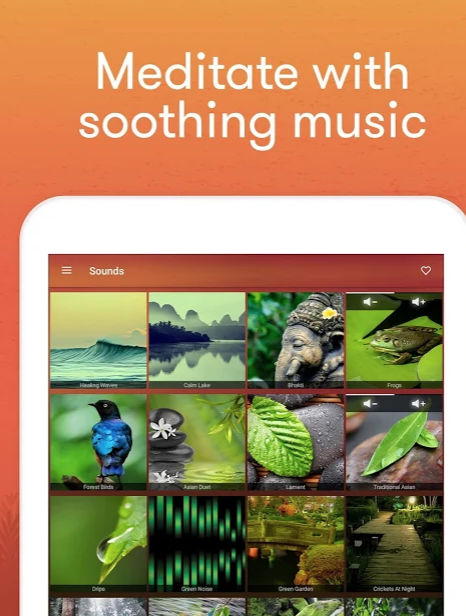 Meditate with
soothing music
Sounds
Healing Waves
Calm Lake
Bhakti
Frogs
Forest Birds
Asian Duet
Lament
Traditional Asian
Drips
Green Noise
Green Garden
Crickets At Night